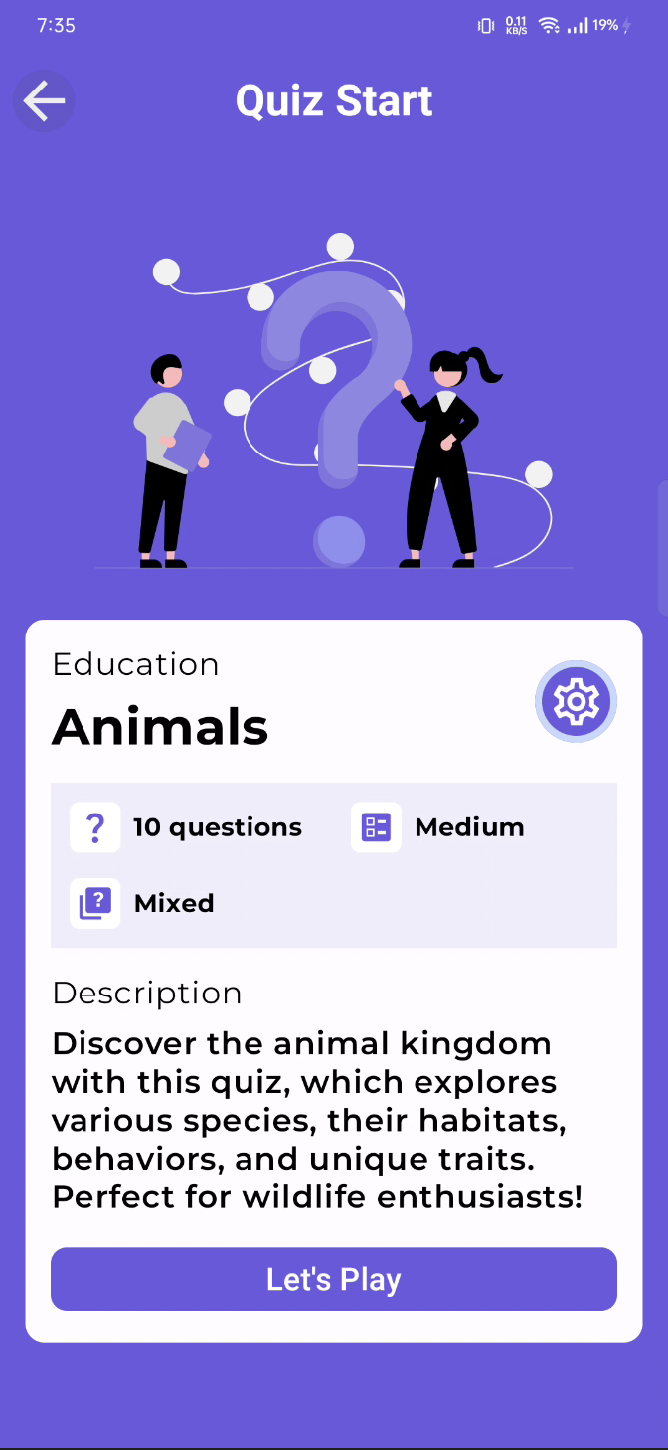 7:35
0.11
KB/S
19%
Quiz Start
Education
Animals
? 10 questions
Medium
? Mixed
Description
Discover the animal kingdom
with this quiz, which explores
various species, their habitats,
behaviors, and unique traits.
Perfect for wildlife enthusiasts!
Let's Play